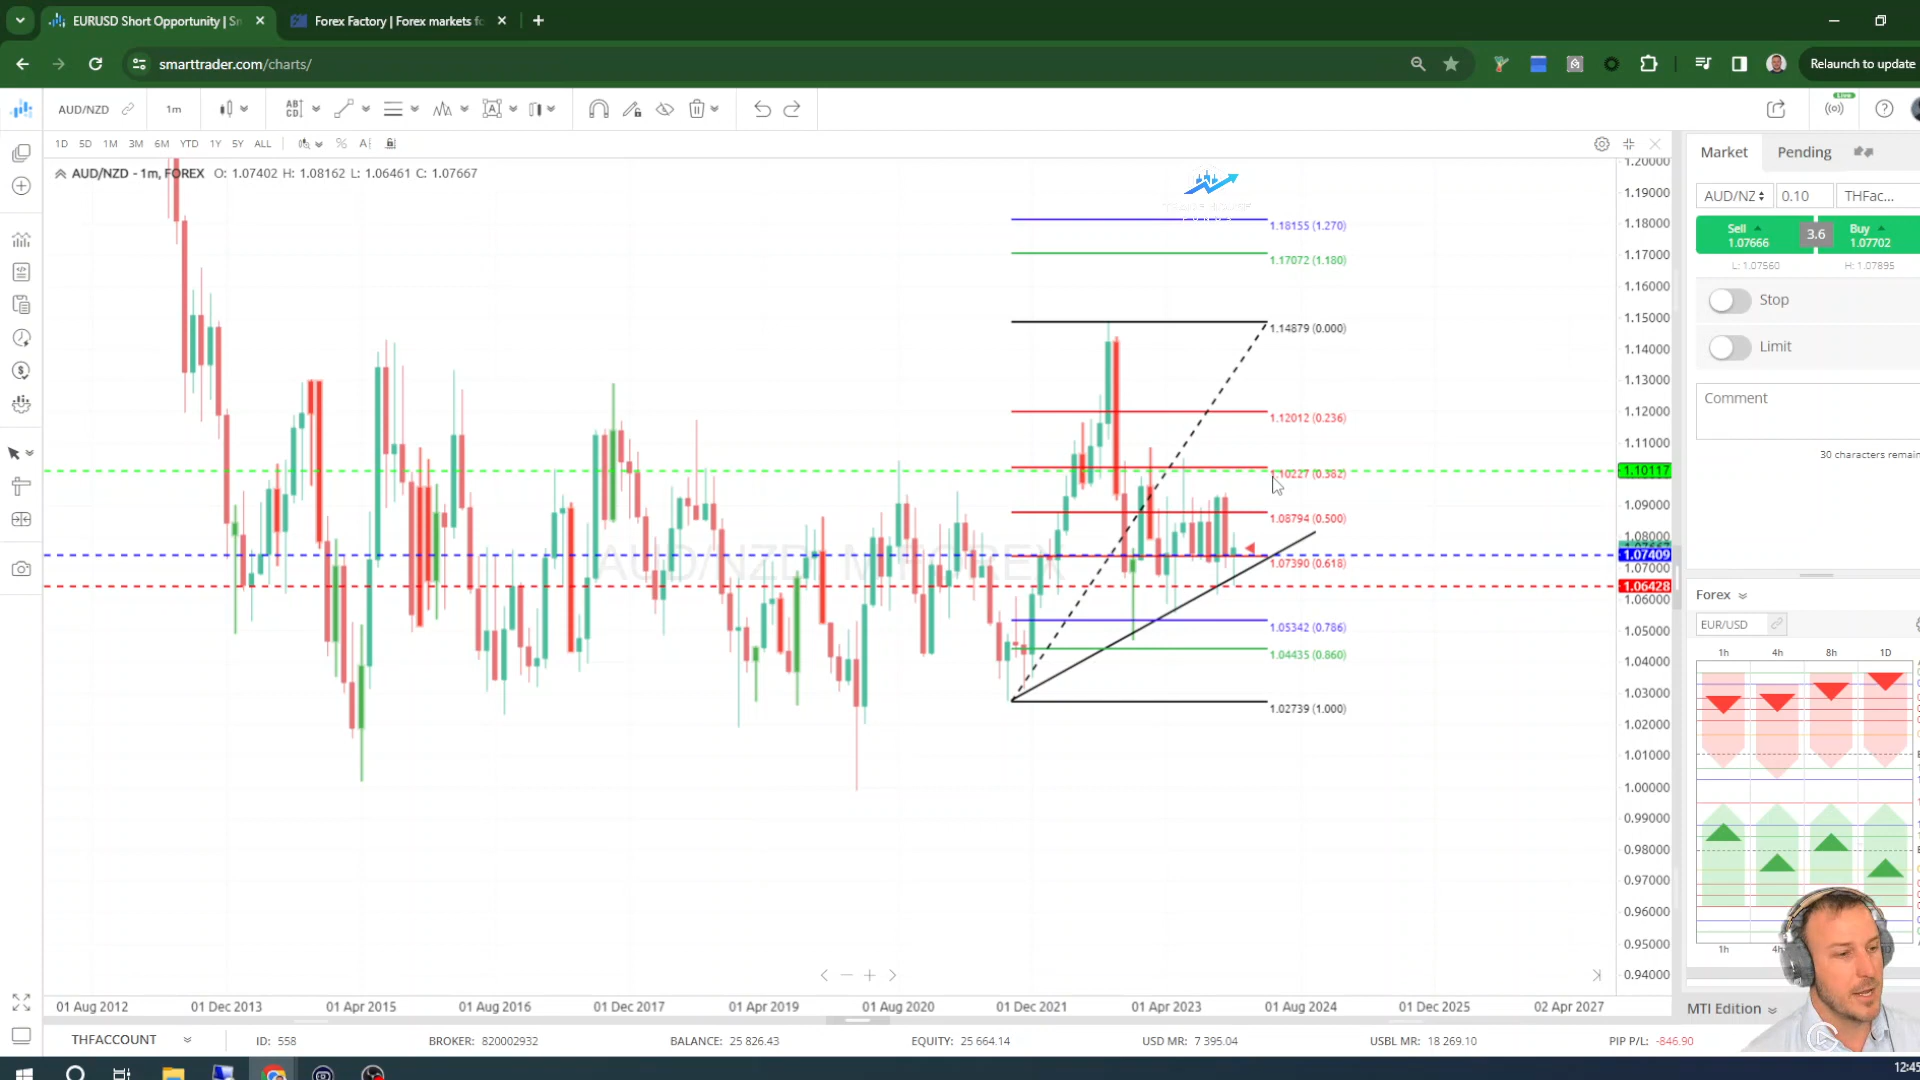 EURUSD Short Opportunity | Sm
Forex Factory | Forex markets fo
smarttrader.com/charts/
Relaunch to update
AUD/NZD
1m
AB
CD
Live
1D 5D 1M 3M 6M YTD 1Y 5Y ALL
AUD/NZD - 1m, FOREX O: 1.07402 H: 1.08162 L: 1.06461 C: 1.07667
AUD/NZD
1.18155 (1.270)
1.17072 (1.180)
1.14879 (0.000)
1.12012 (0.236)
1.10227 (0.382)
1.08794 (0.500)
1.07390 (0.618)
1.05342 (0.786)
1.04435 (0.860)
1.02739 (1.000)
1.20000
1.19000
1.18000
1.17000
1.16000
1.15000
1.14000
1.13000
1.12000
1.11000
1.10117
1.09000
1.08000
1.07409
1.07000
1.06428
1.06000
1.05000
1.04000
1.03000
1.02000
1.01000
1.00000
0.99000
0.98000
0.97000
0.96000
0.95000
0.94000
01 Aug 2012 01 Dec 2013 01 Apr 2015 01 Aug 2016 01 Dec 2017 01 Apr 2019 01 Aug 2020 01 Dec 2021 01 Apr 2023 01 Aug 2024 01 Dec 2025 02 Apr 2027
Market Pending
AUD/NZ 0.10 THFac...
Sell
1.07666
3.6
Buy
1.07702
L: 1.07560 H: 1.07895
Stop
Limit
Comment
30 characters remain
Forex
EUR/USD
1h 4h 8h 1D
1h
MTI Edition
THFACCOUNT ID: 558 BROKER: 820002932 BALANCE: 25 826.43 EQUITY: 25 664.14 USD MR: 7 395.04 USBL MR: 18 269.10 PIP P/L: -846.90
12:45